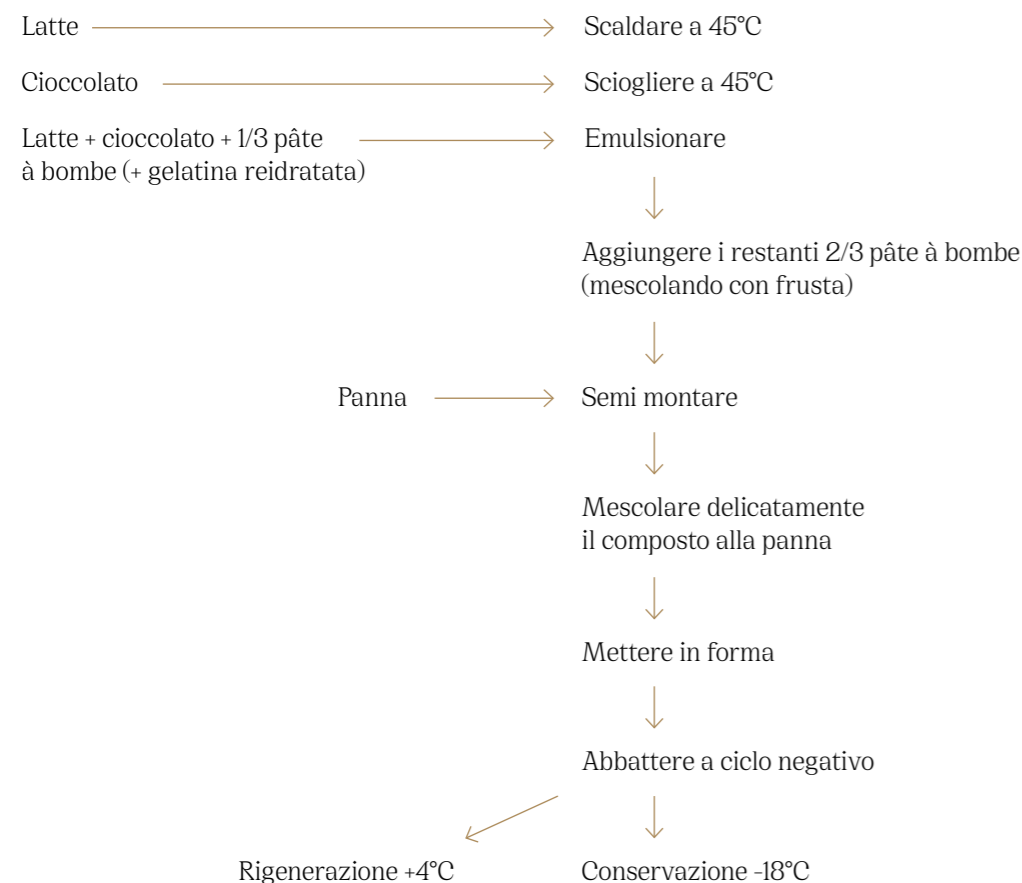 Latte
Scaldare a 45°C
Cioccolato
Sciogliere a 45°C
Latte + cioccolato + 1/3 pâte
à bombe (+ gelatina reidratata)
Emulsionare
Aggiungere i restanti 2/3 pâte à bombe
(mescolando con frusta)
Panna
Semi montare
Mescolare delicatamente
il composto alla panna
Mettere in forma
Abbattere a ciclo negativo
Rigenerazione +4°C
Conservazione -18°C